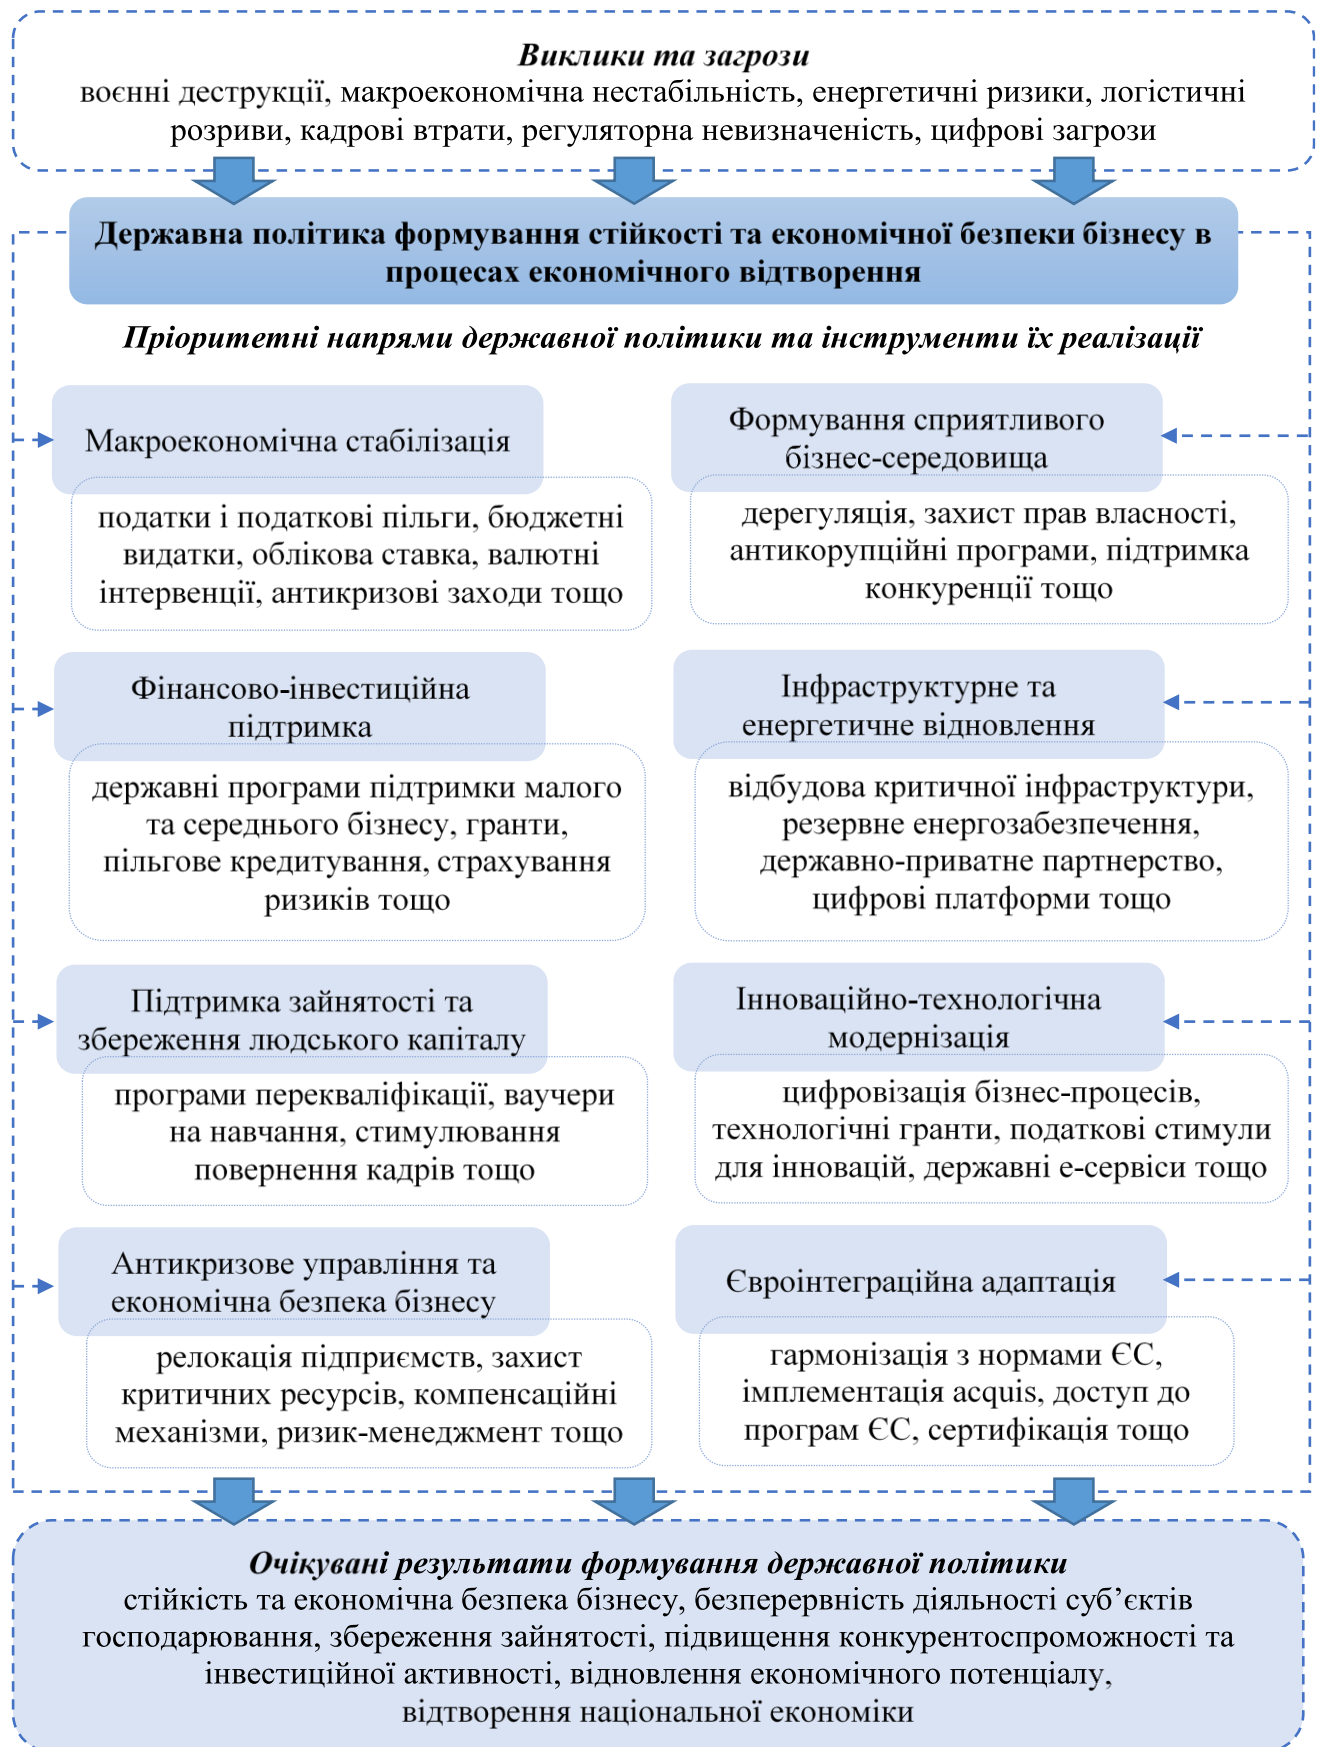 Виклики та загрози
воєнні деструкції, макроекономічна нестабільність, енергетичні ризики, логістичні
розриви, кадрові втрати, регуляторна невизначеність, цифрові загрози
Державна політика формування стійкості та економічної безпеки бізнесу в
процесах економічного відтворення
Пріоритетні напрями державної політики та інструменти їх реалізації
Макроекономічна стабілізація
податки і податкові пільги, бюджетні
видатки, облікова ставка, валютні
інтервенції, антикризові заходи тощо
Формування сприятливого
бізнес-середовища
дерегуляція, захист прав власності,
антикорупційні програми, підтримка
конкуренції тощо
Фінансово-інвестиційна
підтримка
державні програми підтримки малого
та середнього бізнесу, гранти,
пільгове кредитування, страхування
ризиків тощо
Інфраструктурне та
енергетичне відновлення
відбудова критичної інфраструктури,
резервне енергозабезпечення,
державно-приватне партнерство,
цифрові платформи тощо
Підтримка зайнятості та
збереження людського капіталу
програми перекваліфікації, ваучери
на навчання, стимулювання
повернення кадрів тощо
Інноваційно-технологічна
модернізація
цифровізація бізнес-процесів,
технологічні гранти, податкові стимули
для інновацій, державні е-сервіси тощо
Антикризове управління та
економічна безпека бізнесу
релокація підприємств, захист
критичних ресурсів, компенсаційні
механізми, ризик-менеджмент тощо
Євроінтеграційна адаптація
гармонізація з нормами ЄС,
імплементація acquis, доступ до
програм ЄС, сертифікація тощо
Очікувані результати формування державної політики
стійкість та економічна безпека бізнесу, безперервність діяльності суб’єктів
господарювання, збереження зайнятості, підвищення конкурентоспроможності та
інвестиційної активності, відновлення економічного потенціалу,
відтворення національної економіки